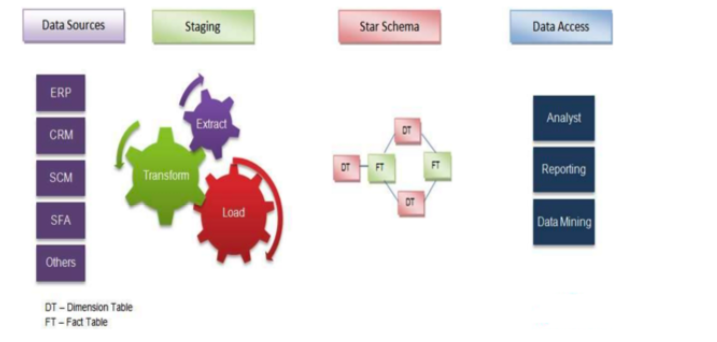 Data Sources
Staging
Star Schema
Data Access
ERP
CRM
SCM
SFA
Others
Extract
Transform
Load
DT
DT
FT
FT
DT
Analyst
Reporting
Data Mining
DT – Dimension Table
FT – Fact Table